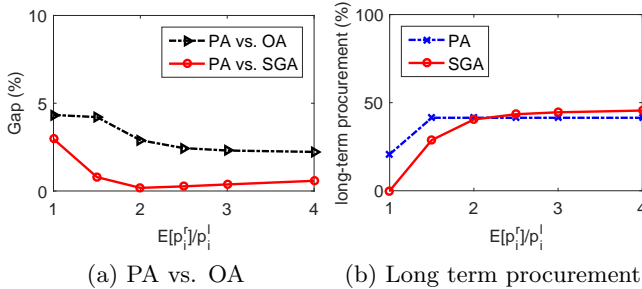 10
5
0
Gap (%)
PA vs. OA
PA vs. SGA
1 2 3 4
E[p_i^r]/p_i^l
(a) PA vs. OA
100
50
0
long-term procurement (%)
PA
SGA
1 2 3 4
E[p_i^r]/p_i^l
(b) Long term procurement